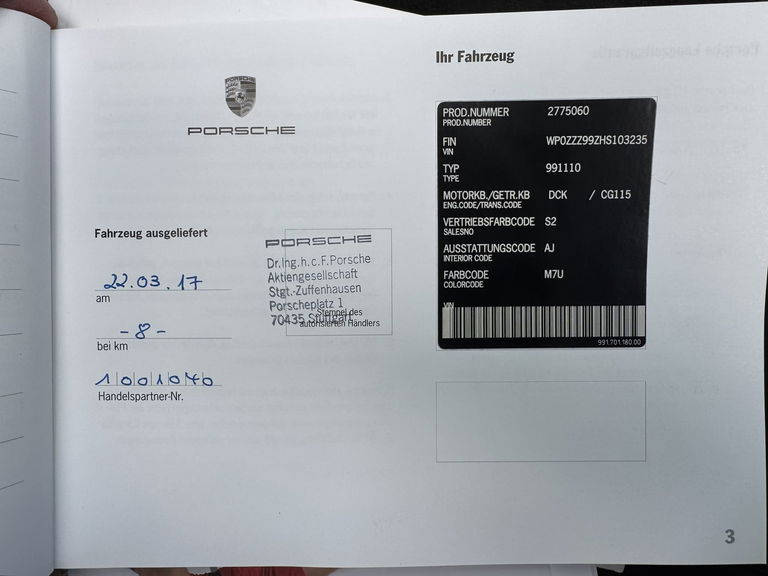 PORSCHE
PORSCHE
Fahrzeug ausgeliefert
22.03.17
am
-8-
bei km
1001070
Handelspartner-Nr.
PORSCHE
Dr.Ing.h.c.F.Porsche
Aktiengesellschaft
Stgt.-Zuffenhausen
Porscheplatz 1
70435 Stuttgart
Stempel des
autorisierten Händlers
Ihr Fahrzeug
PROD.NUMMER 2775060
PROD.NUMBER
FIN WP0ZZZ99ZHS103235
VIN
TYP 991110
TYPE
MOTORKB./GETR.KB DCK / CG115
ENG.CODE/TRANS.CODE
VERTRIEBSFARBCODE S2
SALESNO
AUSSTATTUNGSCODE AJ
INTERIOR CODE
FARBCODE M7U
COLORCODE
VIN
991.701.180.00
3